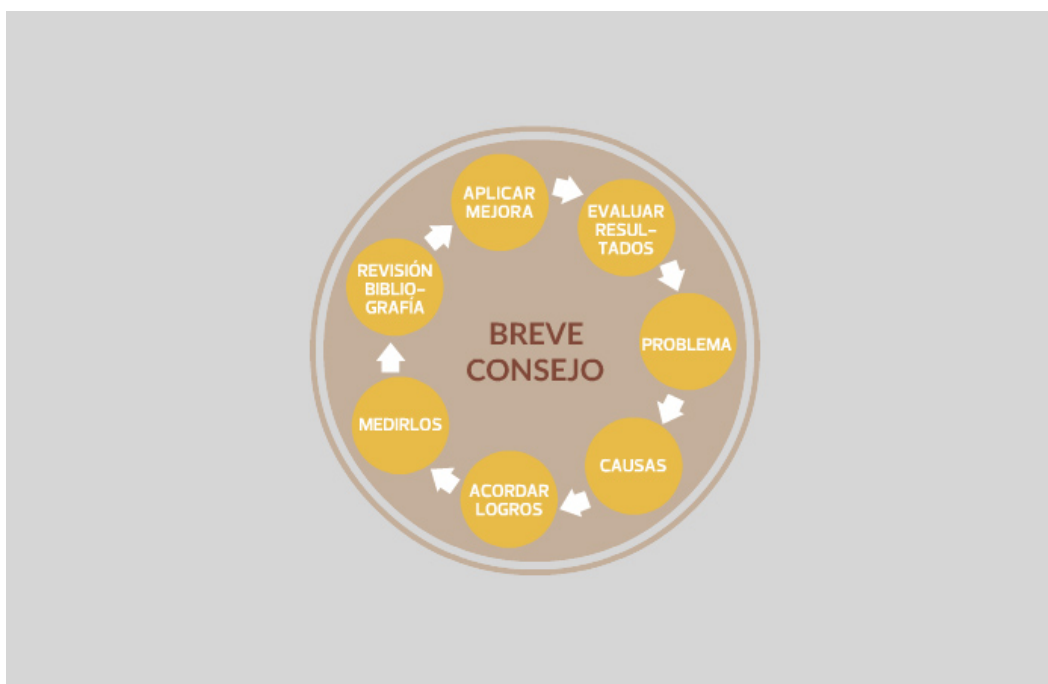 APLICAR
MEJORA
EVALUAR
RESUL-
TADOS
PROBLEMA
CAUSAS
ACORDAR
LOGROS
MEDIRLOS
REVISIÓN
BIBLIO-
GRAFÍA
BREVE
CONSEJO